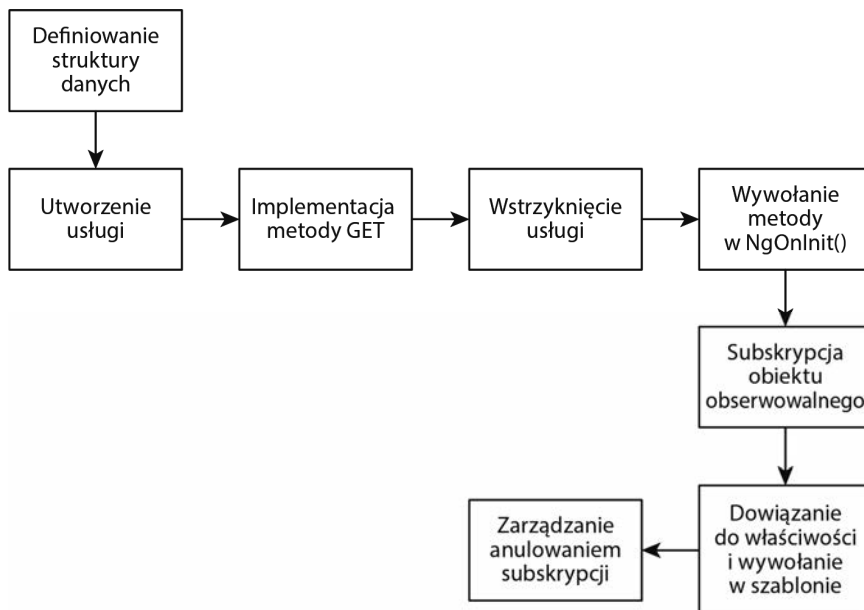 Definiowanie
struktury
danych
Utworzenie
usługi
Implementacja
metody GET
Wstrzyknięcie
usługi
Wywołanie
metody
w NgOnInit()
Subskrypcja
obiektu
obserwowalnego
Dowiązanie
do właściwości
i wywołanie
w szablonie
Zarządzanie
anulowaniem
subskrypcji